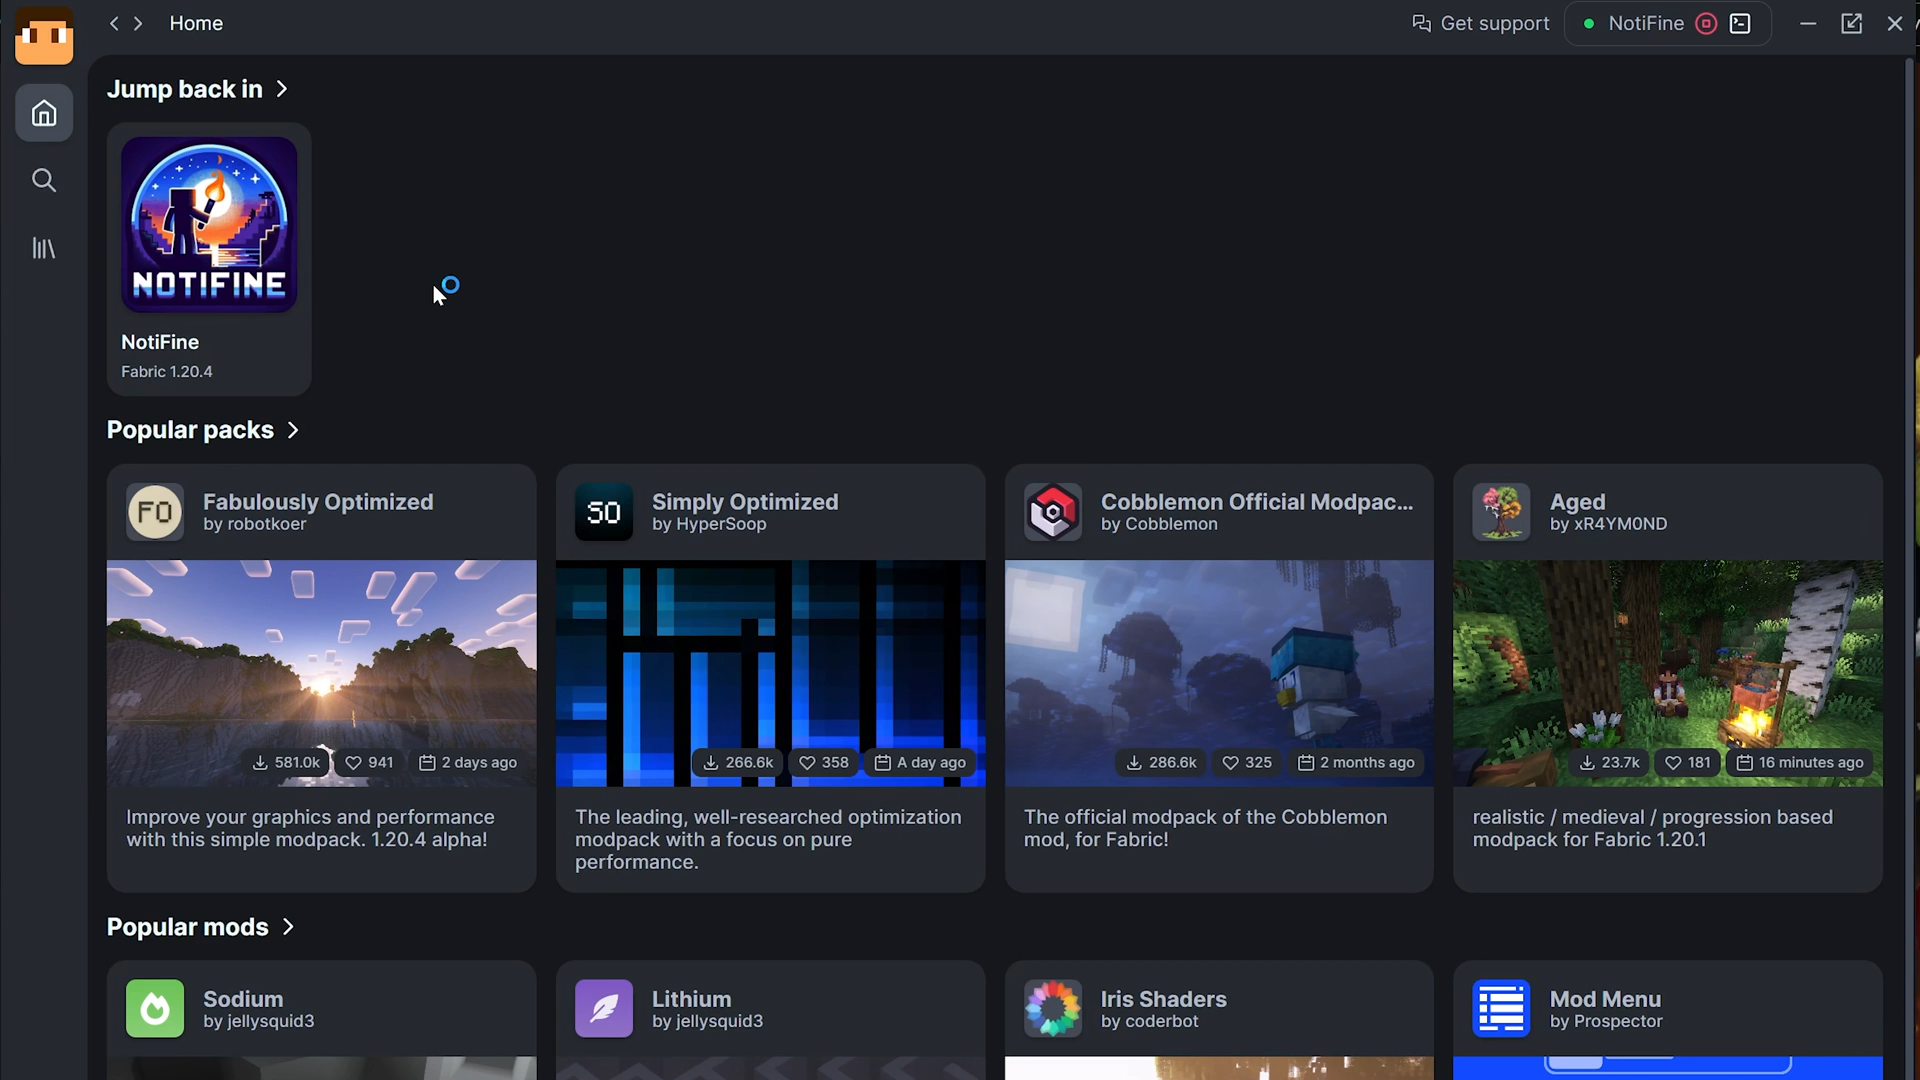 Home
Get support
NotiFine
Jump back in
NOTIFINE
NotiFine
Fabric 1.20.4
Popular packs
FO
Fabulously Optimized
by robotkoer
581.0k
941
2 days ago
Improve your graphics and performance
with this simple modpack. 1.20.4 alpha!
SO
Simply Optimized
by HyperSoop
266.6k
358
A day ago
The leading, well-researched optimization
modpack with a focus on pure
performance.
Cobblemon Official Modpac...
by Cobblemon
286.6k
325
2 months ago
The official modpack of the Cobblemon
mod, for Fabric!
Aged
by xR4YM0ND
23.7k
181
16 minutes ago
realistic / medieval / progression based
modpack for Fabric 1.20.1
Popular mods
Sodium
by jellysquid3
Lithium
by jellysquid3
Iris Shaders
by coderbot
Mod Menu
by Prospector